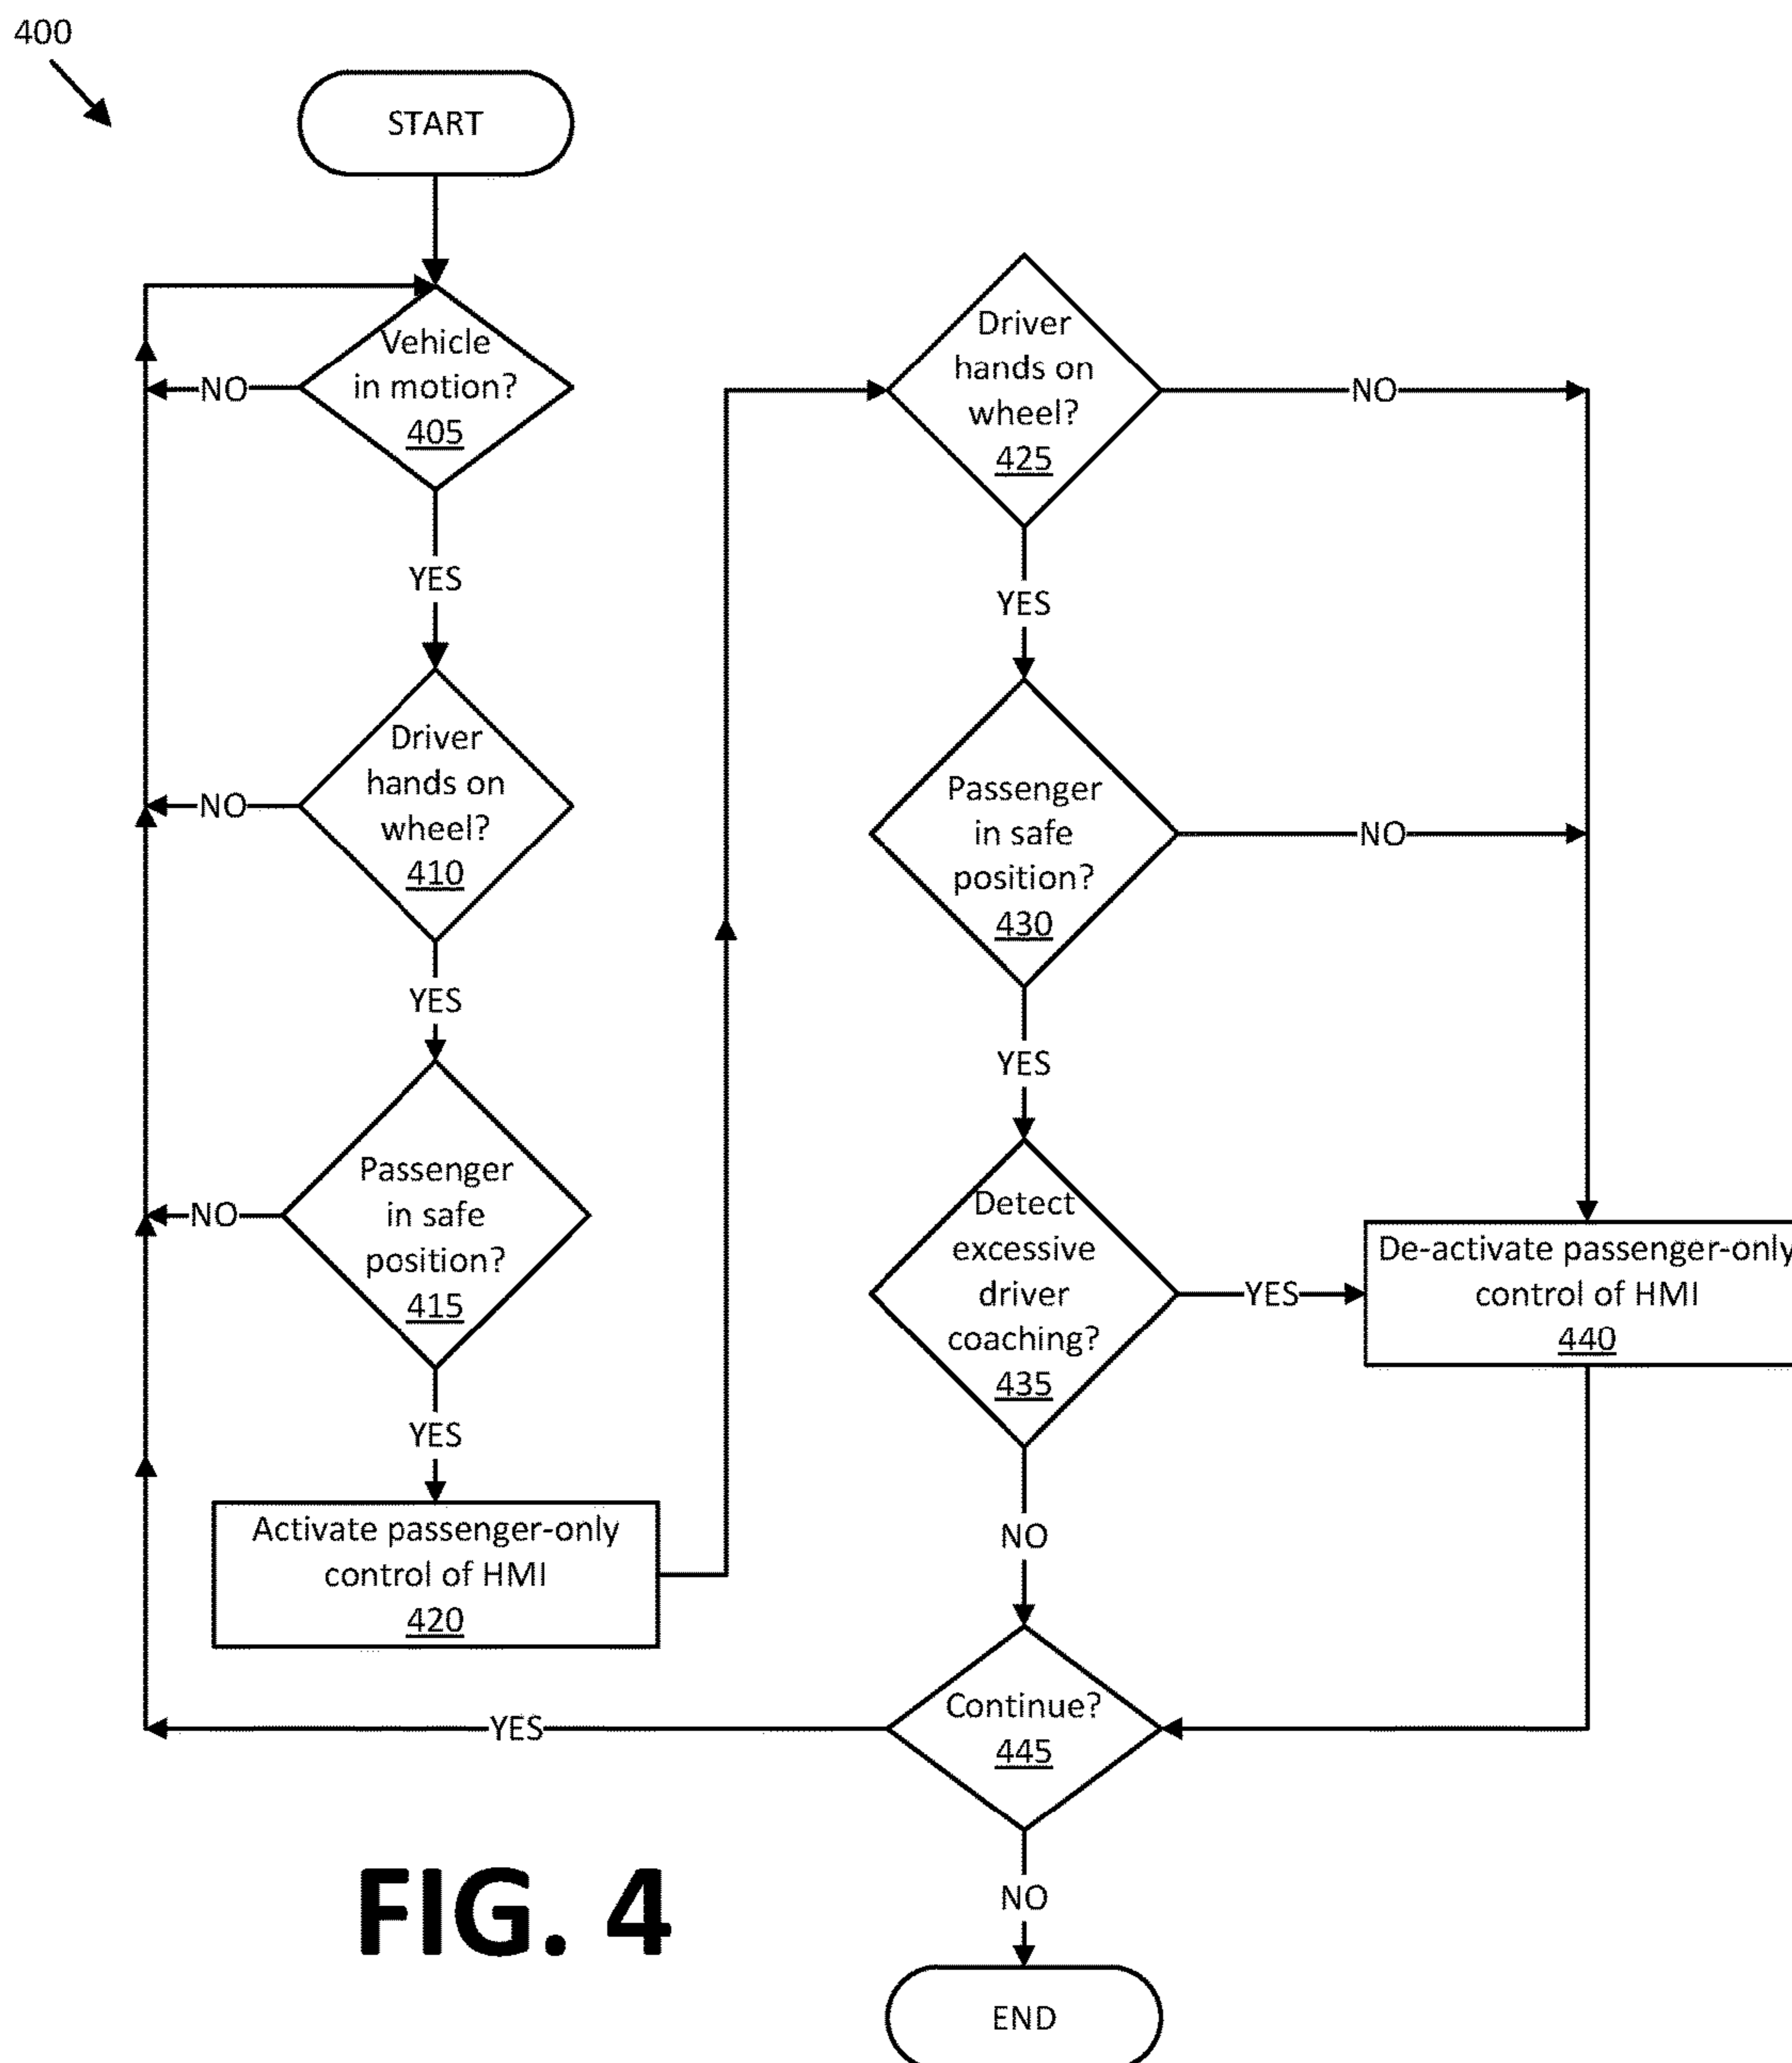 400
START
Vehicle
in motion?
405
NO
YES
Driver
hands on
wheel?
410
NO
YES
Passenger
in safe
position?
415
NO
YES
Activate passenger-only
control of HMI
420
Driver
hands on
wheel?
425
NO
YES
Passenger
in safe
position?
430
NO
YES
Detect
excessive
driver
coaching?
435
YES
De-activate passenger-only
control of HMI
440
NO
Continue?
445
YES
NO
END
FIG. 4